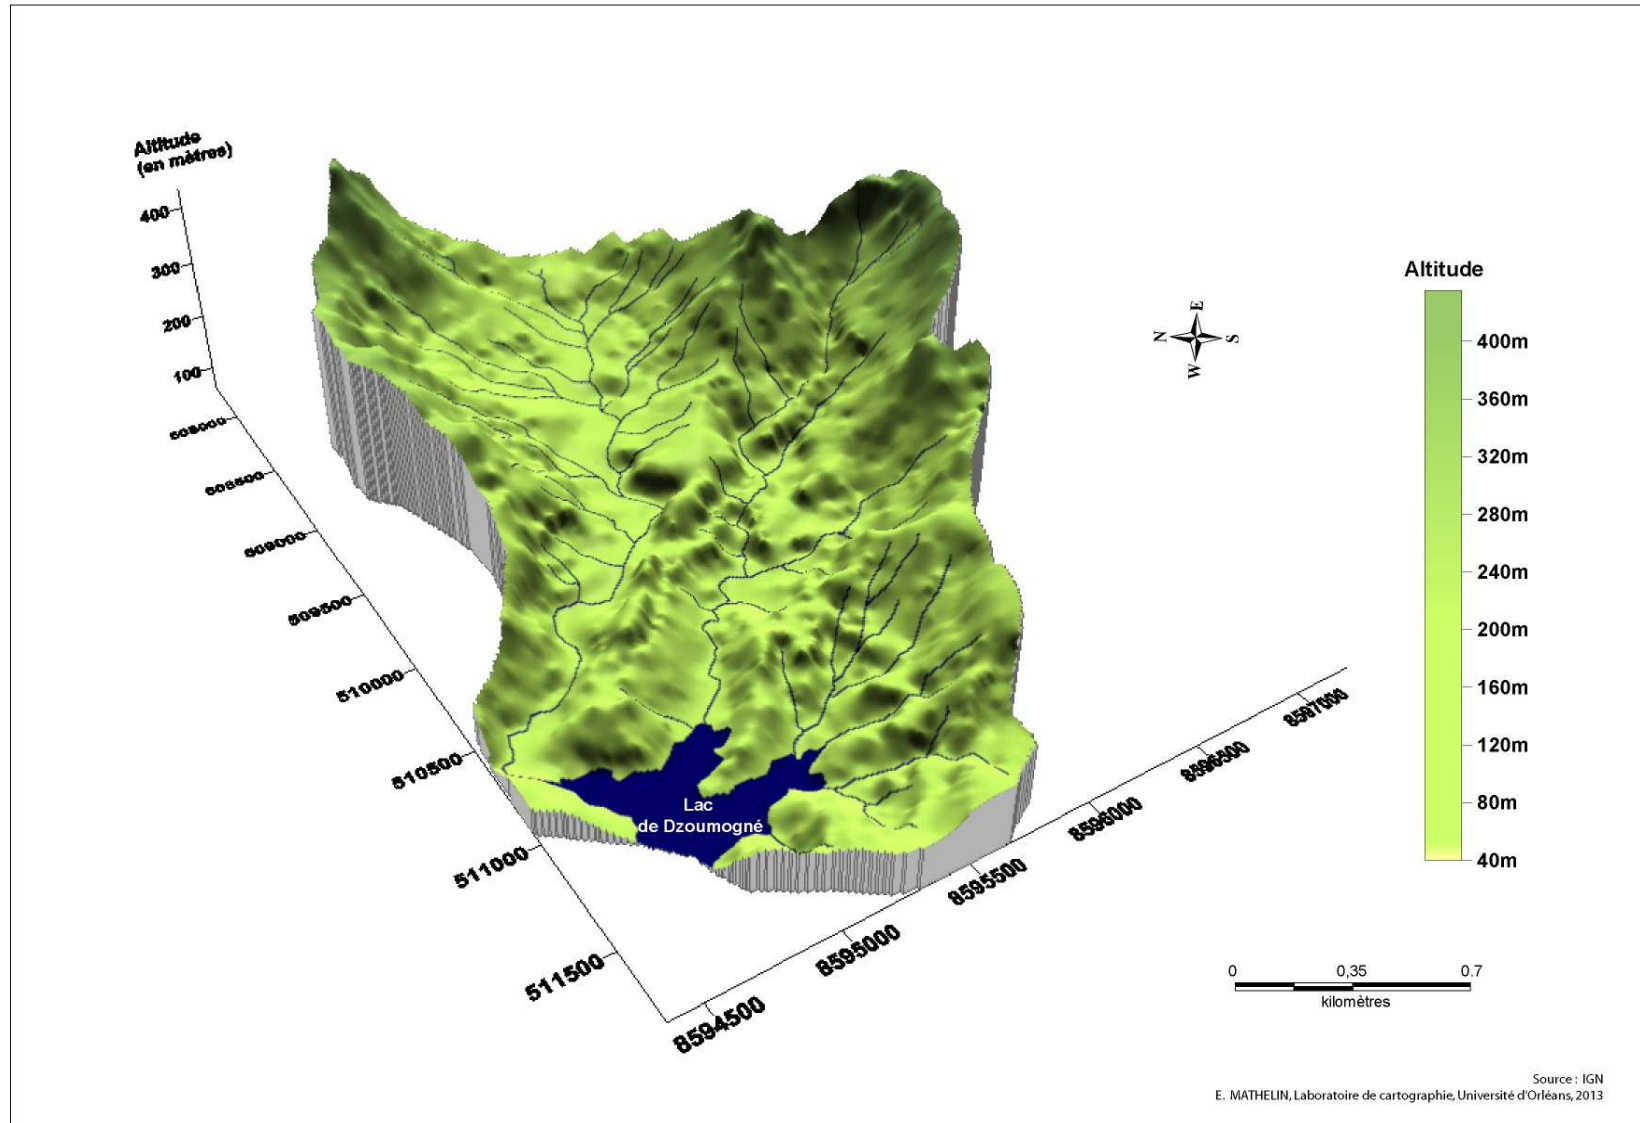 Altitude
(en mètres)
400
300
200
100
508000
508500
509000
509500
510000
510500
511000
511500
8594500
8595000
8595500
8596000
8596500
8597000
Lac
de Dzoumogné
E
N
S
W
Altitude
400m
360m
320m
280m
240m
200m
160m
120m
80m
40m
0 0,35 0.7
kilomètres
Source : IGN
E. MATHELIN, Laboratoire de cartographie, Université d'Orléans, 2013